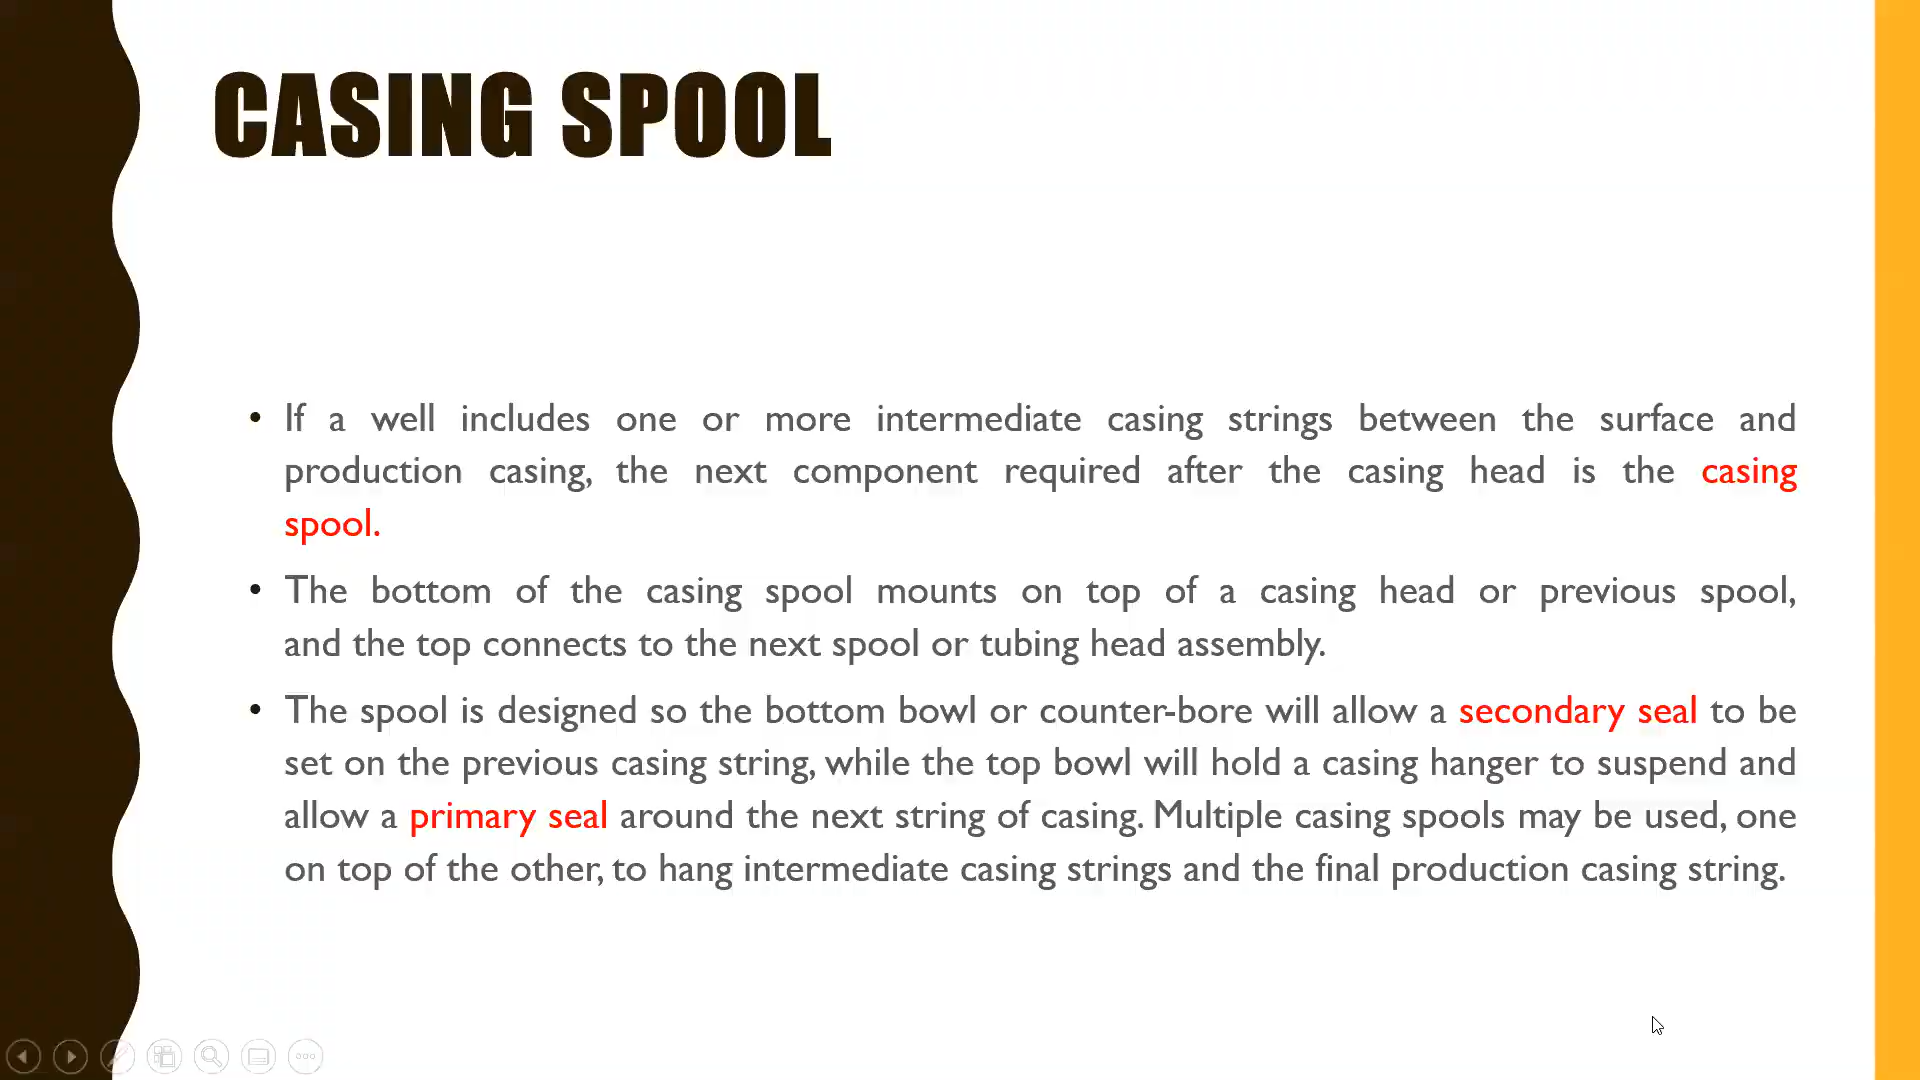 CASING SPOOL
• If a well includes one or more intermediate casing strings between the surface and
production casing, the next component required after the casing head is the casing
spool.
• The bottom of the casing spool mounts on top of a casing head or previous spool,
and the top connects to the next spool or tubing head assembly.
• The spool is designed so the bottom bowl or counter-bore will allow a secondary seal to be
set on the previous casing string, while the top bowl will hold a casing hanger to suspend and
allow a primary seal around the next string of casing. Multiple casing spools may be used, one
on top of the other, to hang intermediate casing strings and the final production casing string.